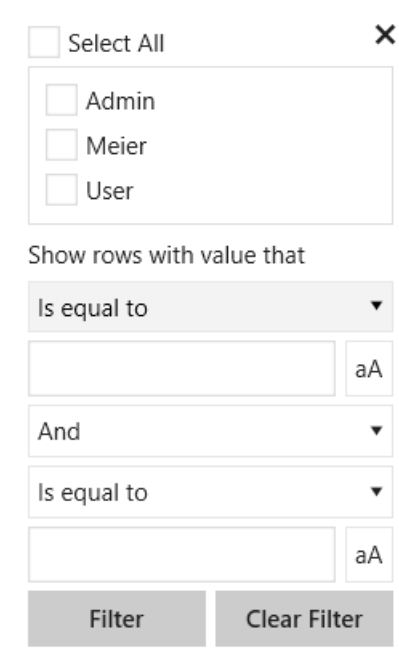 Select All
Admin
Meier
User
Show rows with value that
Is equal to
aA
And
Is equal to
aA
Filter Clear Filter